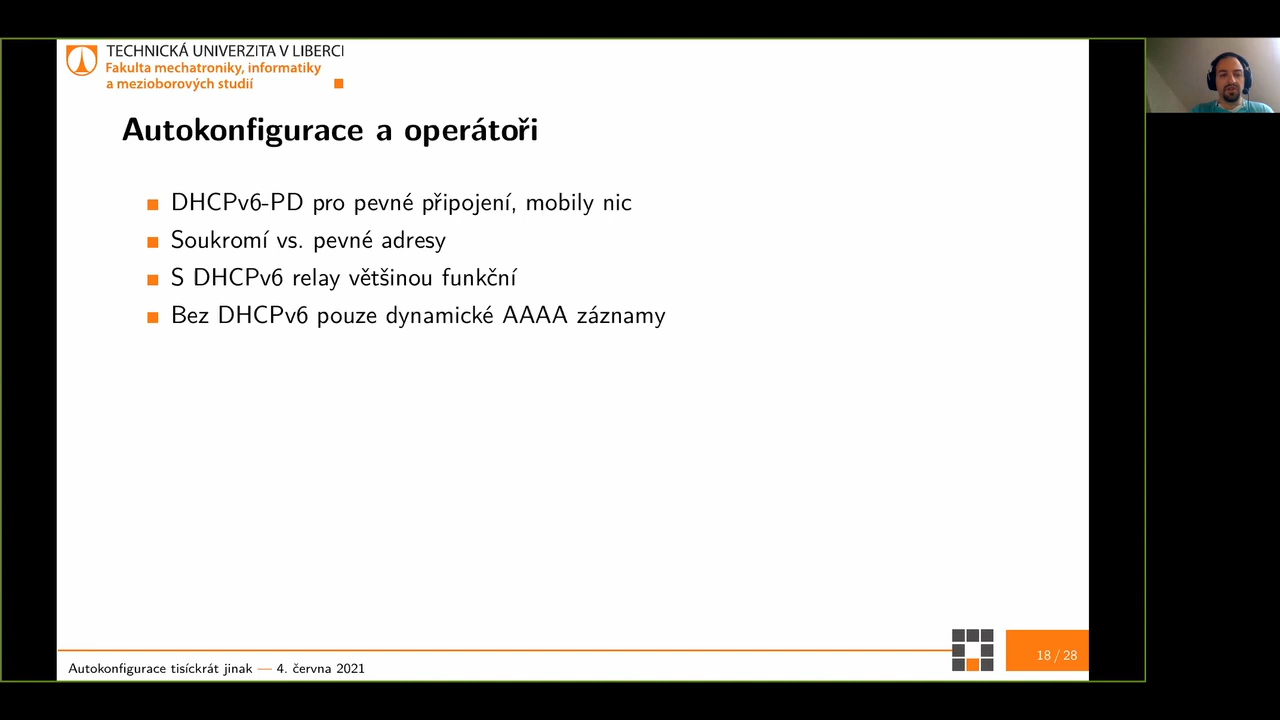 TECHNICKÁ UNIVERZITA V LIBERCI
Fakulta mechatroniky, informatiky
a mezioborových studií
Autokonfigurace a operátoři
DHCPv6-PD pro pevné připojení, mobily nic
Soukromí vs. pevné adresy
S DHCPv6 relay většinou funkční
Bez DHCPv6 pouze dynamické AAAA záznamy
Autokonfigurace tisíckrát jinak — 4. června 2021
18 / 28